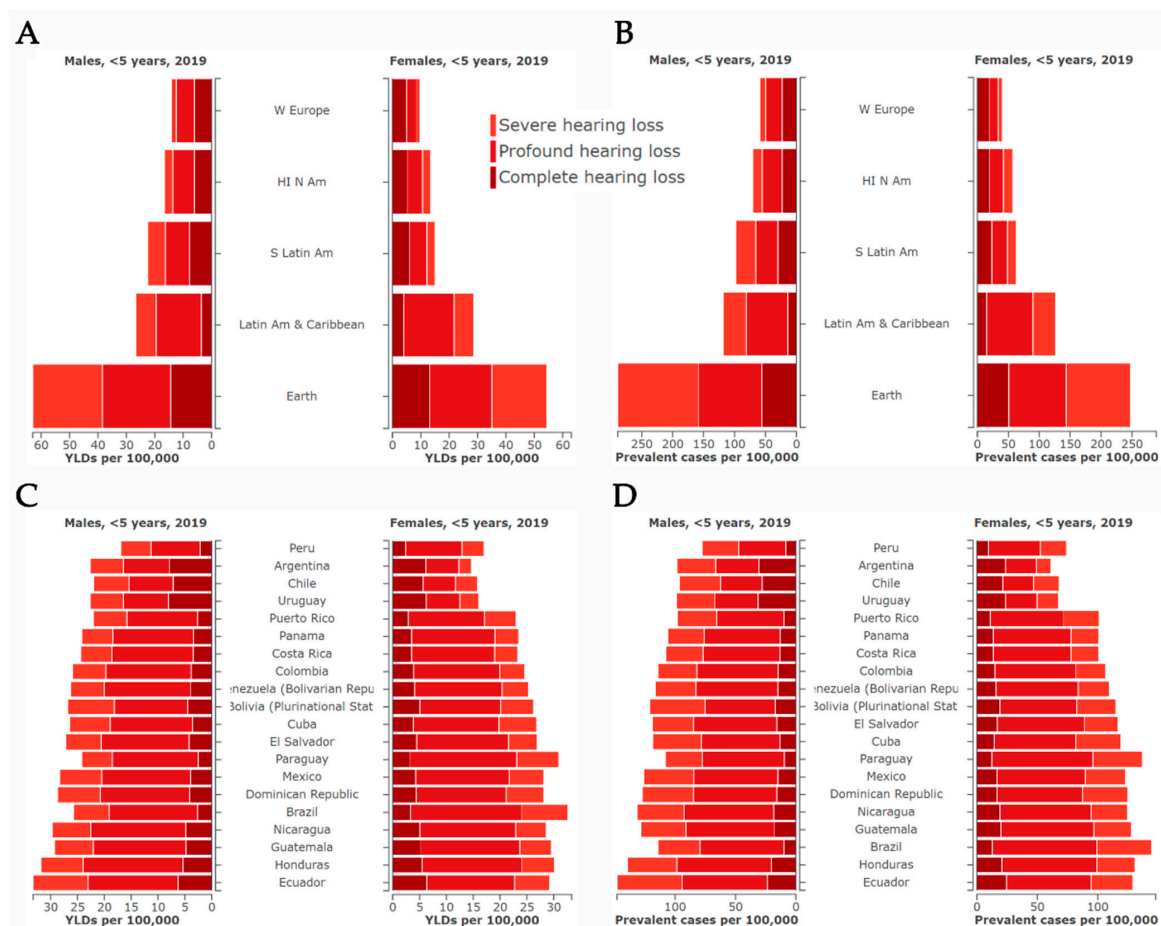 A
Males, <5 years, 2019
Females, <5 years, 2019
W Europe
HI N Am
S Latin Am
Latin Am & Caribbean
Earth
60 50 40 30 20 10 0
YLDs per 100,000
0 10 20 30 40 50 60
YLDs per 100,000
Severe hearing loss
Profound hearing loss
Complete hearing loss
B
Males, <5 years, 2019
Females, <5 years, 2019
W Europe
HI N Am
S Latin Am
Latin Am & Caribbean
Earth
250 200 150 100 50 0
Prevalent cases per 100,000
0 50 100 150 200 250
Prevalent cases per 100,000
C
Males, <5 years, 2019
Females, <5 years, 2019
Peru
Argentina
Chile
Uruguay
Puerto Rico
Panama
Costa Rica
Colombia
enezuela (Bolivarian Repu
Bolivia (Plurinational Stat
Cuba
El Salvador
Paraguay
Mexico
Dominican Republic
Brazil
Nicaragua
Guatemala
Honduras
Ecuador
30 25 20 15 10 5 0
YLDs per 100,000
0 5 10 15 20 25 30
YLDs per 100,000
D
Males, <5 years, 2019
Females, <5 years, 2019
Peru
Argentina
Chile
Uruguay
Puerto Rico
Panama
Costa Rica
Colombia
enezuela (Bolivarian Repu
Bolivia (Plurinational Stat
El Salvador
Cuba
Paraguay
Mexico
Dominican Republic
Nicaragua
Guatemala
Brazil
Honduras
Ecuador
100 50 0
Prevalent cases per 100,000
0 50 100
Prevalent cases per 100,000